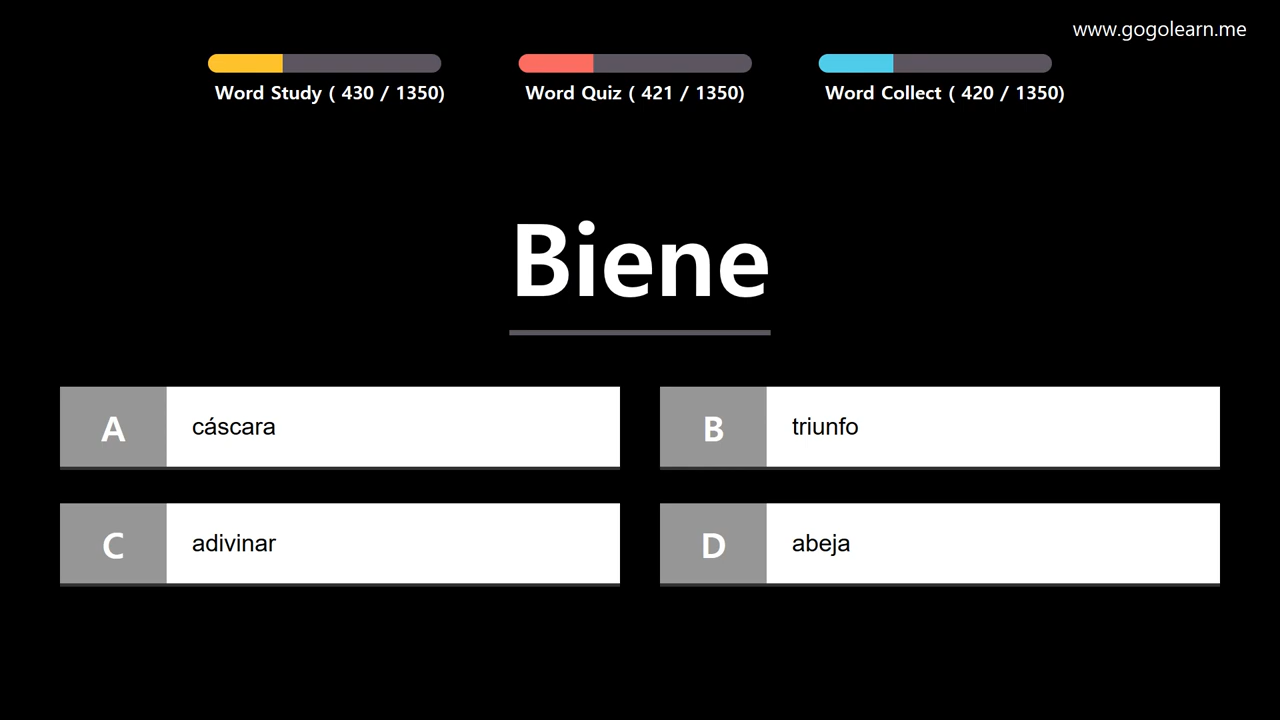 www.gogolearn.me
Word Study ( 430 / 1350)
Word Quiz ( 421 / 1350)
Word Collect ( 420 / 1350)
Biene
A cáscara
B triunfo
C adivinar
D abeja